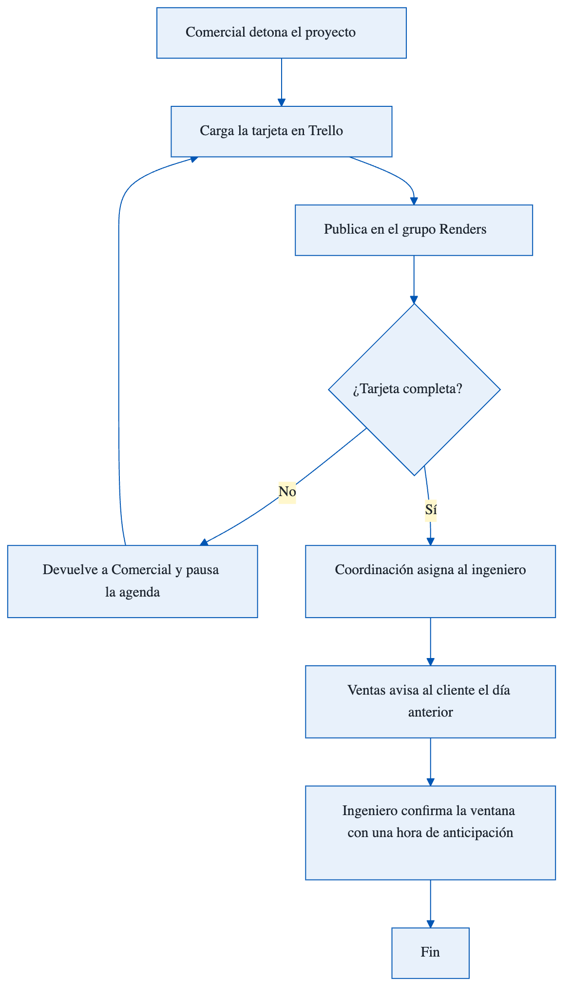 Comercial detona el proyecto
Carga la tarjeta en Trello
Publica en el grupo Renders
¿Tarjeta completa?
No
Sí
Devuelve a Comercial y pausa
la agenda
Coordinación asigna al ingeniero
Ventas avisa al cliente el día
anterior
Ingeniero confirma la ventana
con una hora de anticipación
Fin